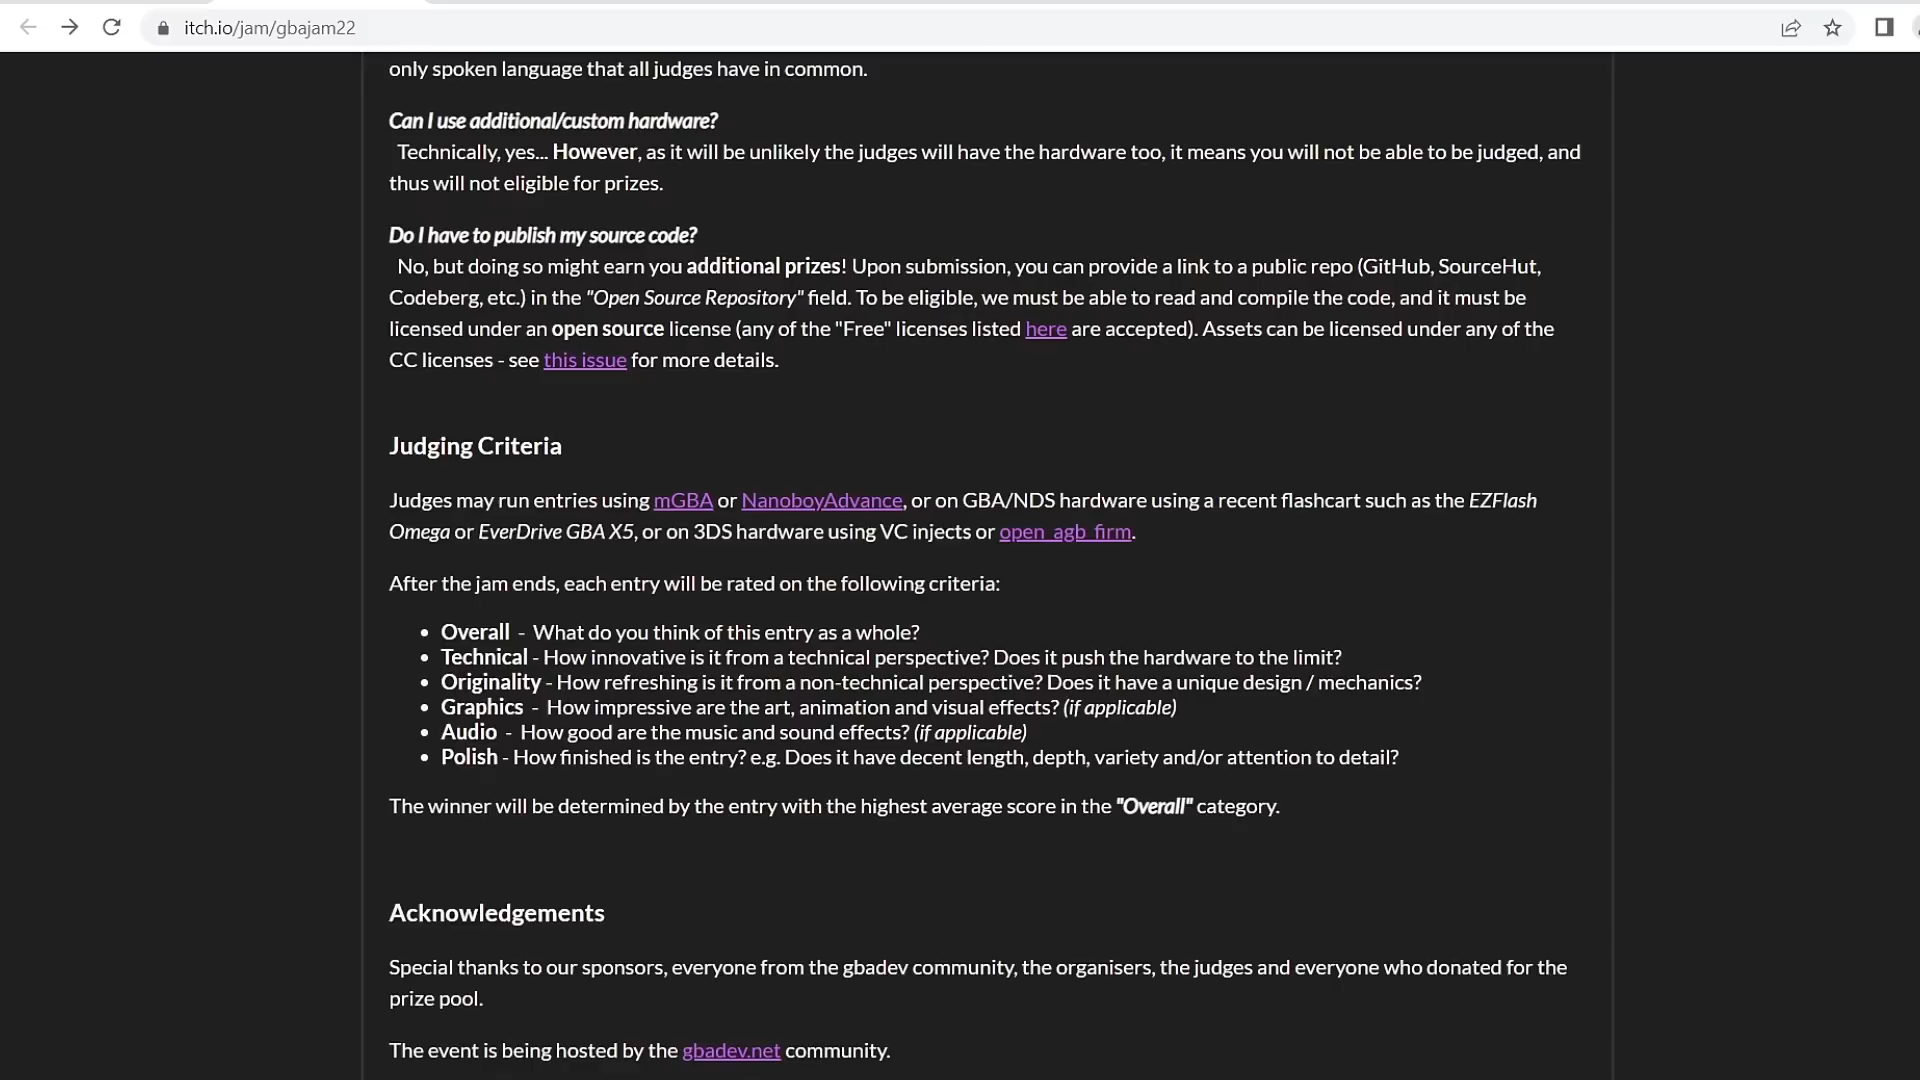 itch.io/jam/gbajam22
only spoken language that all judges have in common.
Can I use additional/custom hardware?
Technically, yes... However, as it will be unlikely the judges will have the hardware too, it means you will not be able to be judged, and
thus will not eligible for prizes.
Do I have to publish my source code?
No, but doing so might earn you additional prizes! Upon submission, you can provide a link to a public repo (GitHub, SourceHut,
Codeberg, etc.) in the "Open Source Repository" field. To be eligible, we must be able to read and compile the code, and it must be
licensed under an open source license (any of the "Free" licenses listed here are accepted). Assets can be licensed under any of the
CC licenses - see this issue for more details.
Judging Criteria
Judges may run entries using mGBA or NanoboyAdvance, or on GBA/NDS hardware using a recent flashcart such as the EZFlash
Omega or EverDrive GBA X5, or on 3DS hardware using VC injects or open_agb_firm.
After the jam ends, each entry will be rated on the following criteria:
• Overall - What do you think of this entry as a whole?
• Technical - How innovative is it from a technical perspective? Does it push the hardware to the limit?
• Originality - How refreshing is it from a non-technical perspective? Does it have a unique design / mechanics?
• Graphics - How impressive are the art, animation and visual effects? (if applicable)
• Audio - How good are the music and sound effects? (if applicable)
• Polish - How finished is the entry? e.g. Does it have decent length, depth, variety and/or attention to detail?
The winner will be determined by the entry with the highest average score in the "Overall" category.
Acknowledgements
Special thanks to our sponsors, everyone from the gbadev community, the organisers, the judges and everyone who donated for the
prize pool.
The event is being hosted by the gbadev.net community.